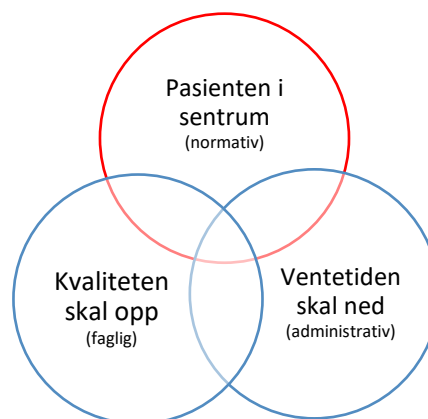 Pasienten i
sentrum
(normativ)
Kvaliteten
skal opp
(faglig)
Ventetiden
skal ned
(administrativ)